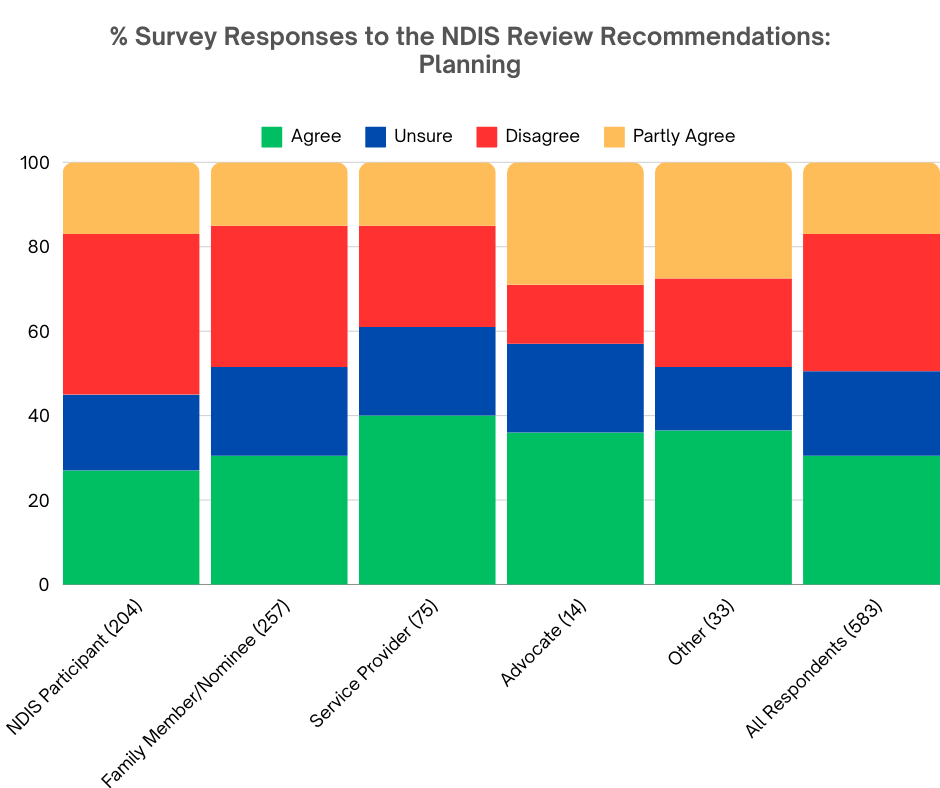 % Survey Responses to the NDIS Review Recommendations:
Planning
Agree Unsure Disagree Partly Agree
100
80
60
40
20
0
NDIS Participant (204)
Family Member/Nominee (257)
Service Provider (75)
Advocate (14)
Other (33)
All Respondents (583)